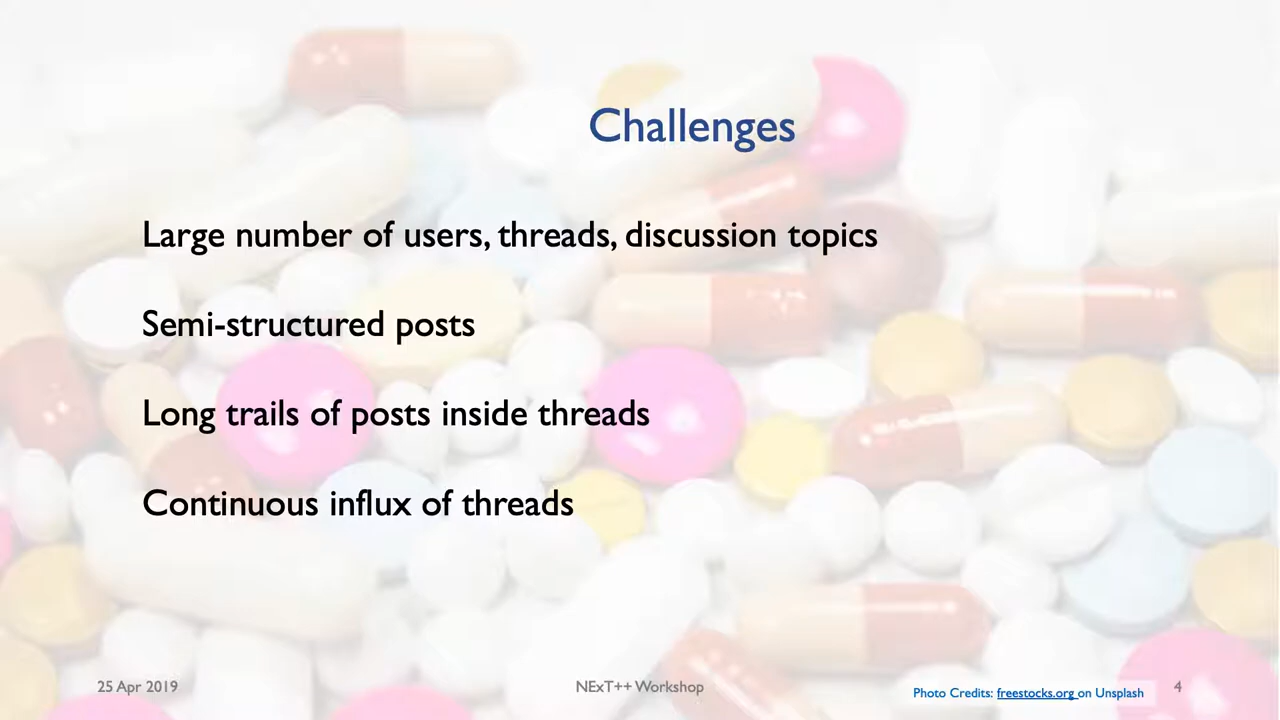 Challenges
Large number of users, threads, discussion topics
Semi-structured posts
Long trails of posts inside threads
Continuous influx of threads
25 Apr 2019
NExT++ Workshop
Photo Credits: freestocks.org on Unsplash
4